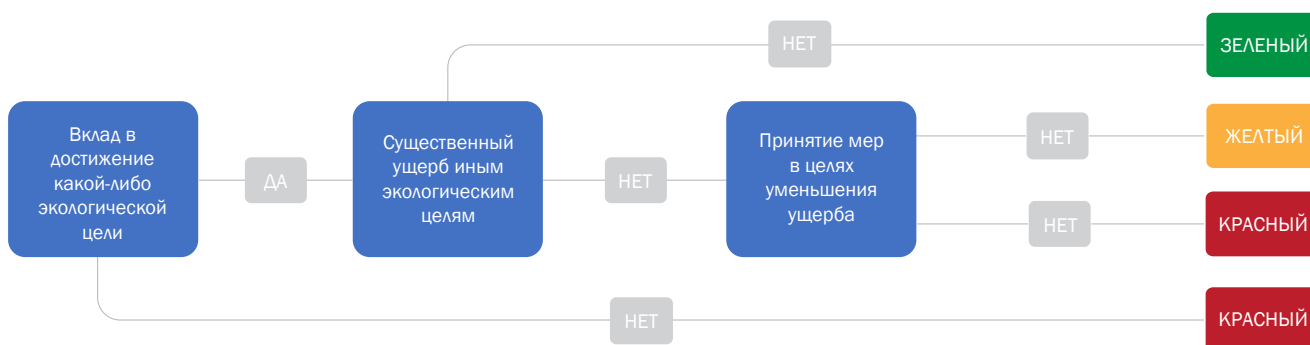 НЕТ
ЗЕЛЕНЫЙ
Вклад в
достижение
какой-либо
экологической
цели
ДА
Существенный
ущерб иным
экологическим
целям
НЕТ
Принятие мер
в целях
уменьшения
ущерба
НЕТ
ЖЕЛТЫЙ
НЕТ
КРАСНЫЙ
НЕТ
КРАСНЫЙ